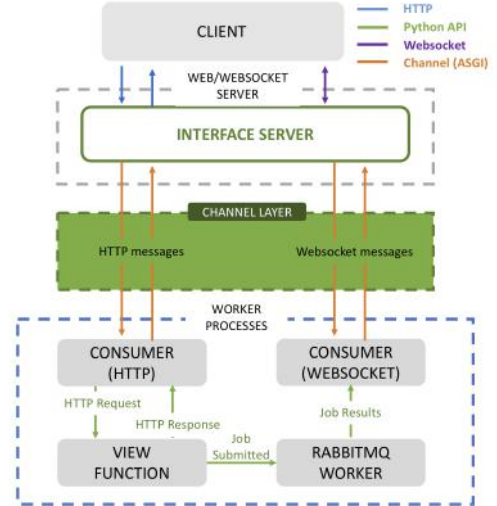 HTTP
Python API
Websocket
Channel (ASGI)
CLIENT
WEB/WEBSOCKET
SERVER
INTERFACE SERVER
CHANNEL LAYER
HTTP messages
Websocket messages
WORKER
PROCESSES
CONSUMER
(HTTP)
CONSUMER
(WEBSOCKET)
HTTP Request
HTTP Response
Job Results
Job
Submitted
VIEW
FUNCTION
RABBITMQ
WORKER